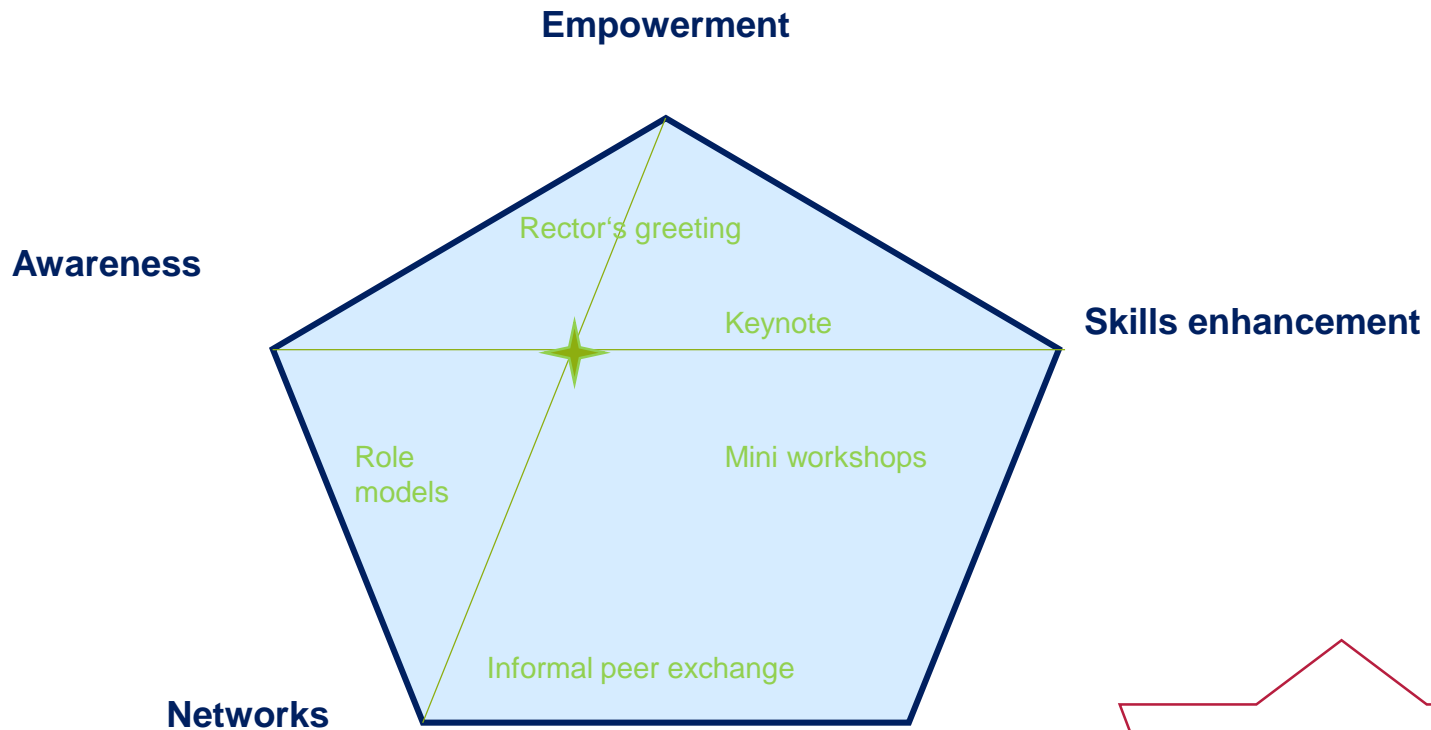 Empowerment
Rector‘s greeting
Awareness
Keynote
Skills enhancement
Role
models
Mini workshops
Informal peer exchange
Networks